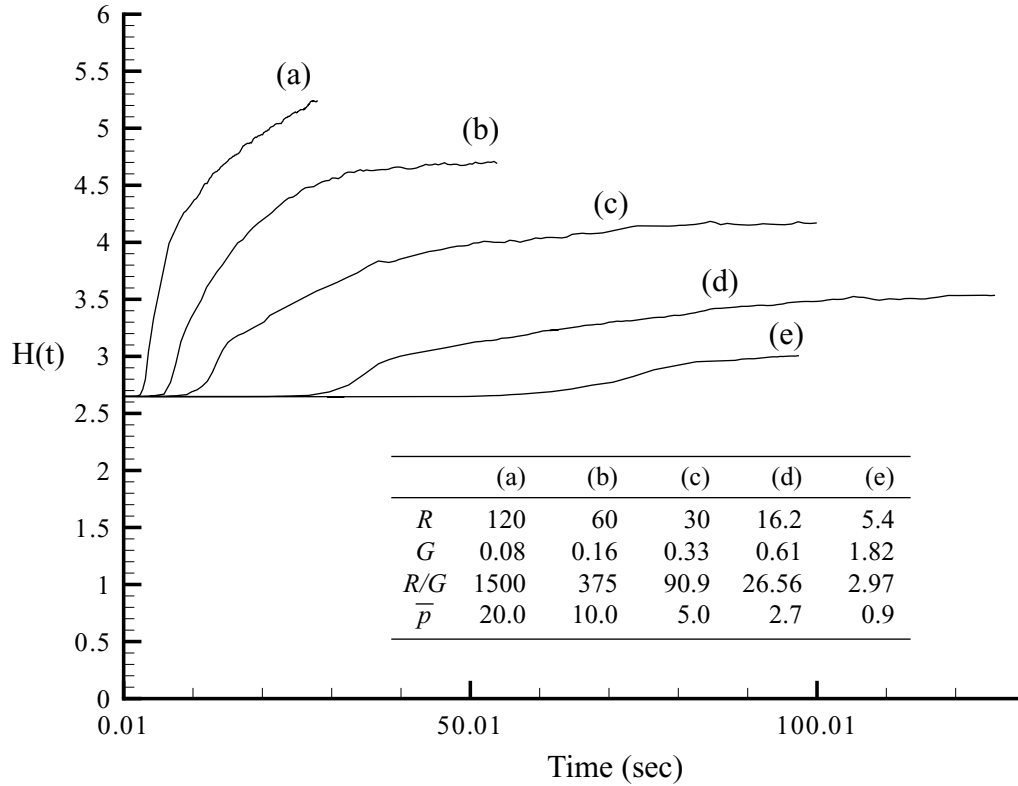 6
5.5
5
4.5
4
3.5
3
2.5
2
1.5
1
0.5
0
H(t)
(a)
(b)
(c)
(d)
(e)
(a) (b) (c) (d) (e)
R 120 60 30 16.2 5.4
G 0.08 0.16 0.33 0.61 1.82
R/G 1500 375 90.9 26.56 2.97
p̅ 20.0 10.0 5.0 2.7 0.9
0.01 50.01 100.01
Time (sec)